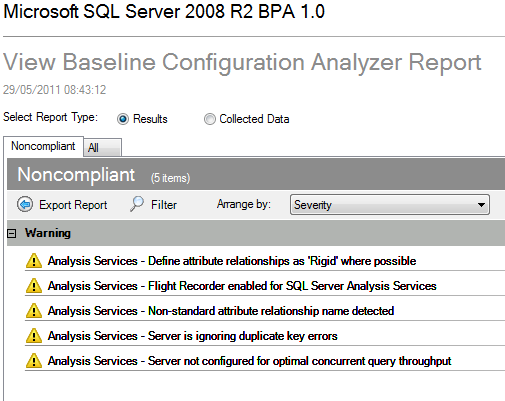 Microsoft SQL Server 2008 R2 BPA 1.0
View Baseline Configuration Analyzer Report
29/05/2011 08:43:12
Select Report Type: Results Collected Data
Noncompliant All
Noncompliant (5 items)
Export Report Filter Arrange by: Severity
Warning
Analysis Services - Define attribute relationships as 'Rigid' where possible
Analysis Services - Flight Recorder enabled for SQL Server Analysis Services
Analysis Services - Non-standard attribute relationship name detected
Analysis Services - Server is ignoring duplicate key errors
Analysis Services - Server not configured for optimal concurrent query throughput